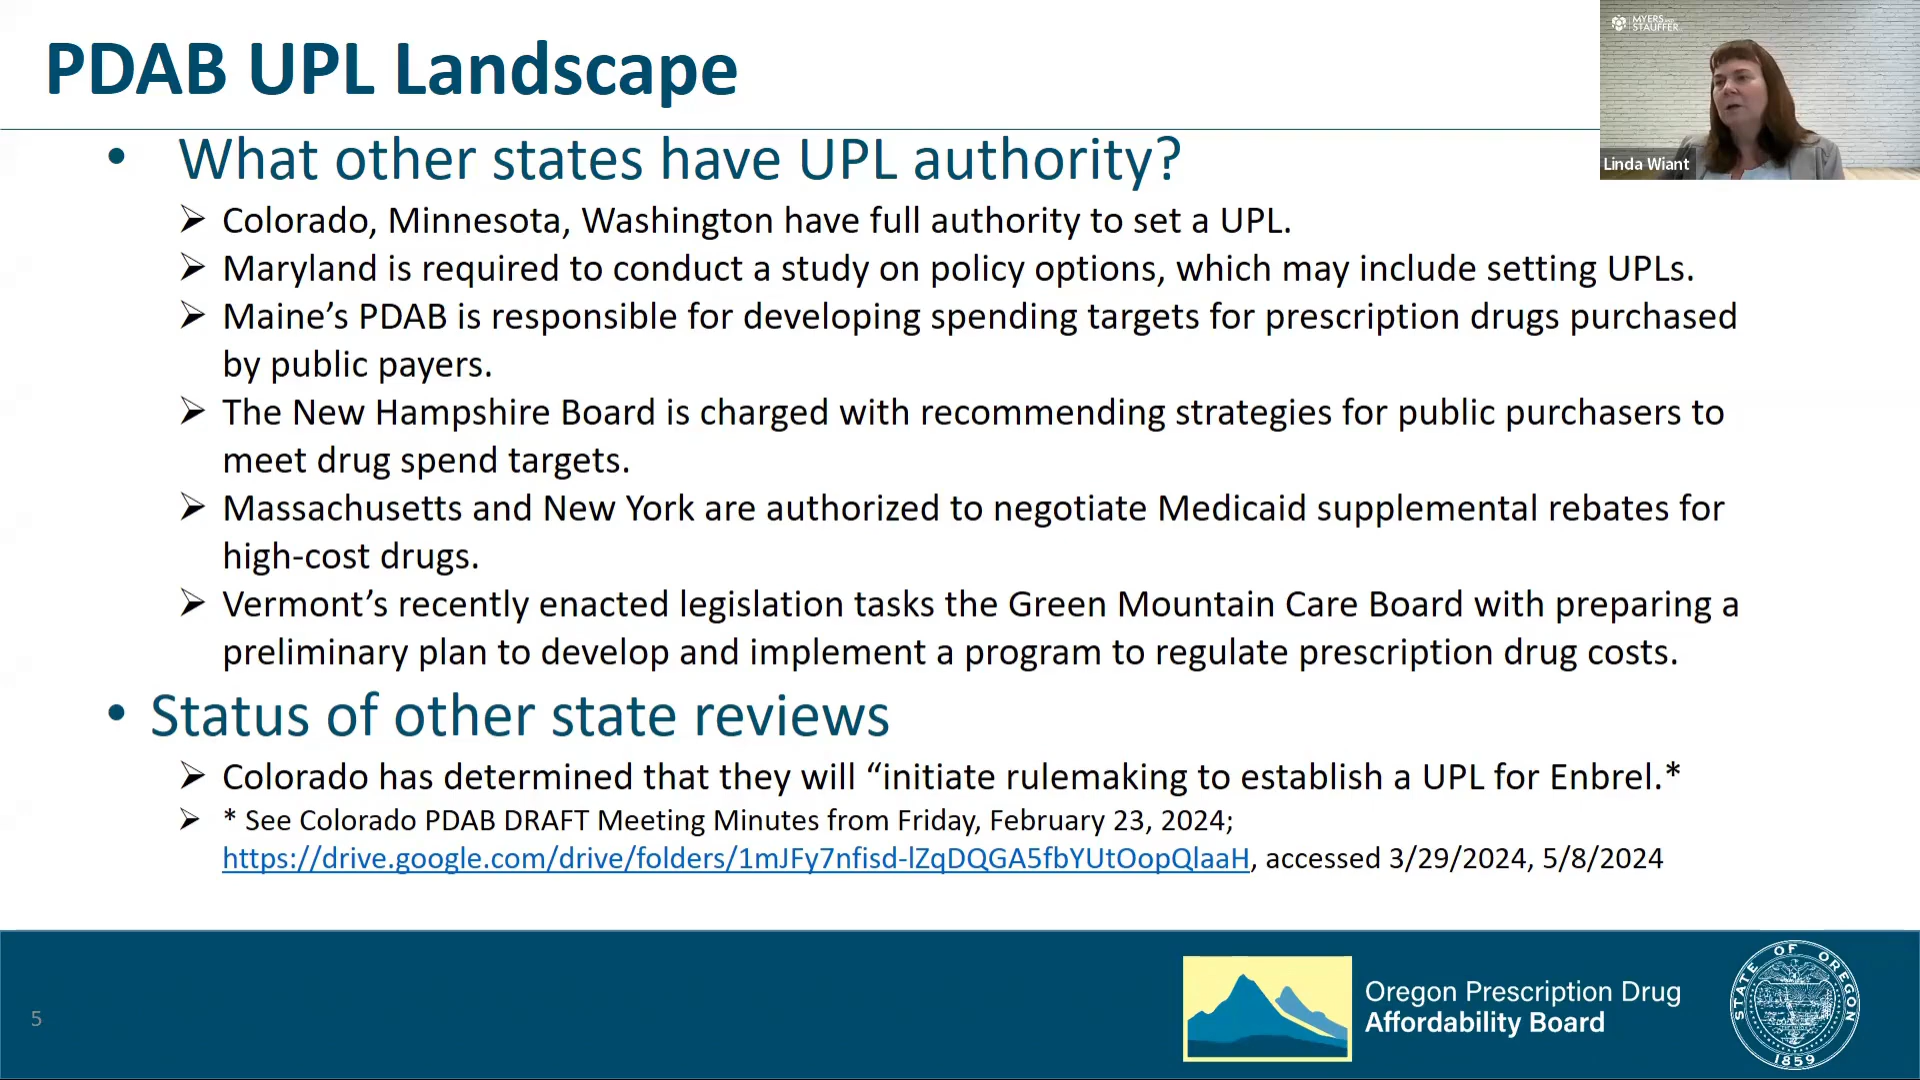 PDAB UPL Landscape
MYERS AND
STAUFFER
Linda Wiant
• What other states have UPL authority?
➢ Colorado, Minnesota, Washington have full authority to set a UPL.
➢ Maryland is required to conduct a study on policy options, which may include setting UPLs.
➢ Maine’s PDAB is responsible for developing spending targets for prescription drugs purchased
by public payers.
➢ The New Hampshire Board is charged with recommending strategies for public purchasers to
meet drug spend targets.
➢ Massachusetts and New York are authorized to negotiate Medicaid supplemental rebates for
high-cost drugs.
➢ Vermont’s recently enacted legislation tasks the Green Mountain Care Board with preparing a
preliminary plan to develop and implement a program to regulate prescription drug costs.
• Status of other state reviews
➢ Colorado has determined that they will “initiate rulemaking to establish a UPL for Enbrel.*
➢ * See Colorado PDAB DRAFT Meeting Minutes from Friday, February 23, 2024;
https://drive.google.com/drive/folders/1mJFy7nfisd-lZqDQGA5fbYUtOopQlaaH, accessed 3/29/2024, 5/8/2024
5
Oregon Prescription Drug
Affordability Board
STATE OF OREGON
1859